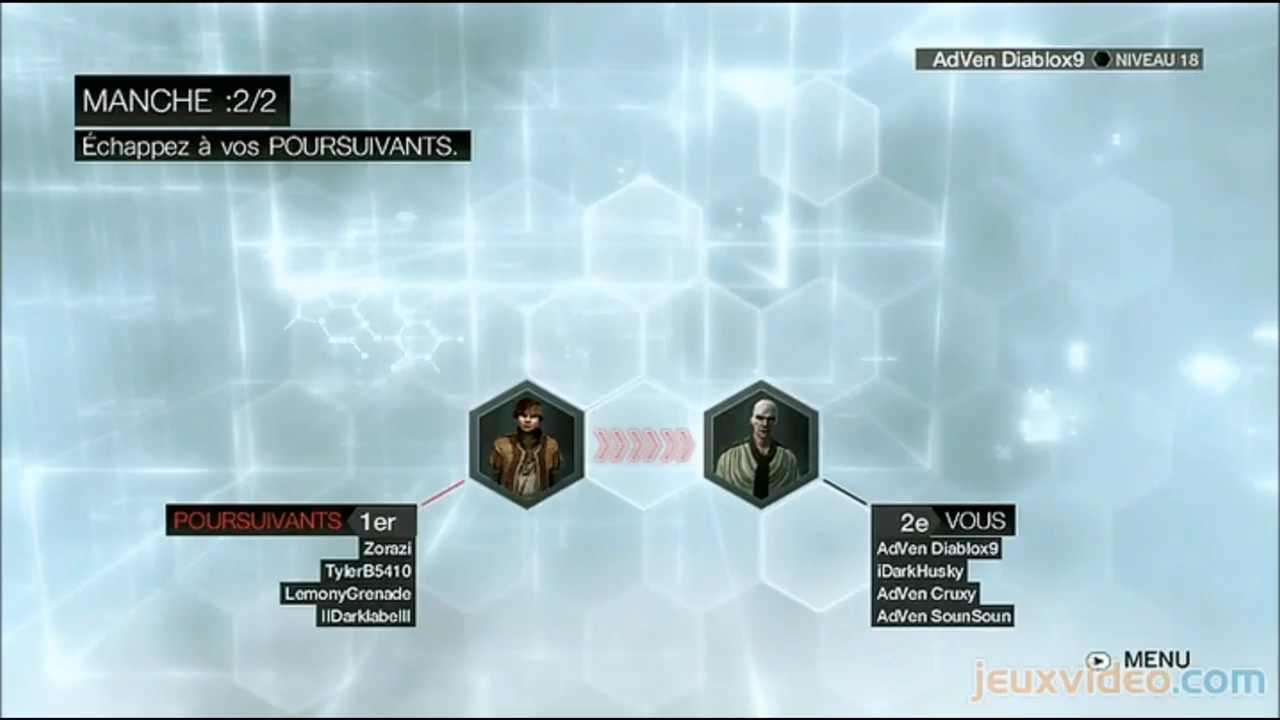 AdVen Diablox9 NIVEAU 18
MANCHE :2/2
Échappez à vos POURSUIVANTS.
POURSUIVANTS 1er
Zorazi
TylerB5410
LemonyGrenade
IIDarklabelII
2e VOUS
AdVen Diablox9
iDarkHusky
AdVen Cruxy
AdVen SounSoun
MENU
jeuxvideo.com